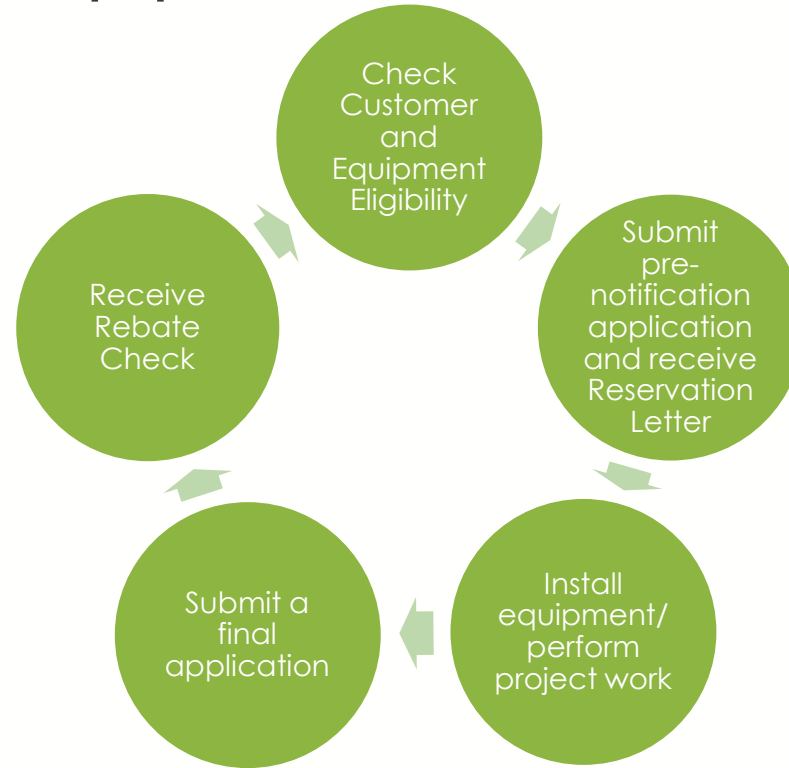 Check
Customer
and
Equipment
Eligibility
Submit
pre-
notification
application
and receive
Reservation
Letter
Install
equipment/
perform
project work
Submit a
final
application
Receive
Rebate
Check